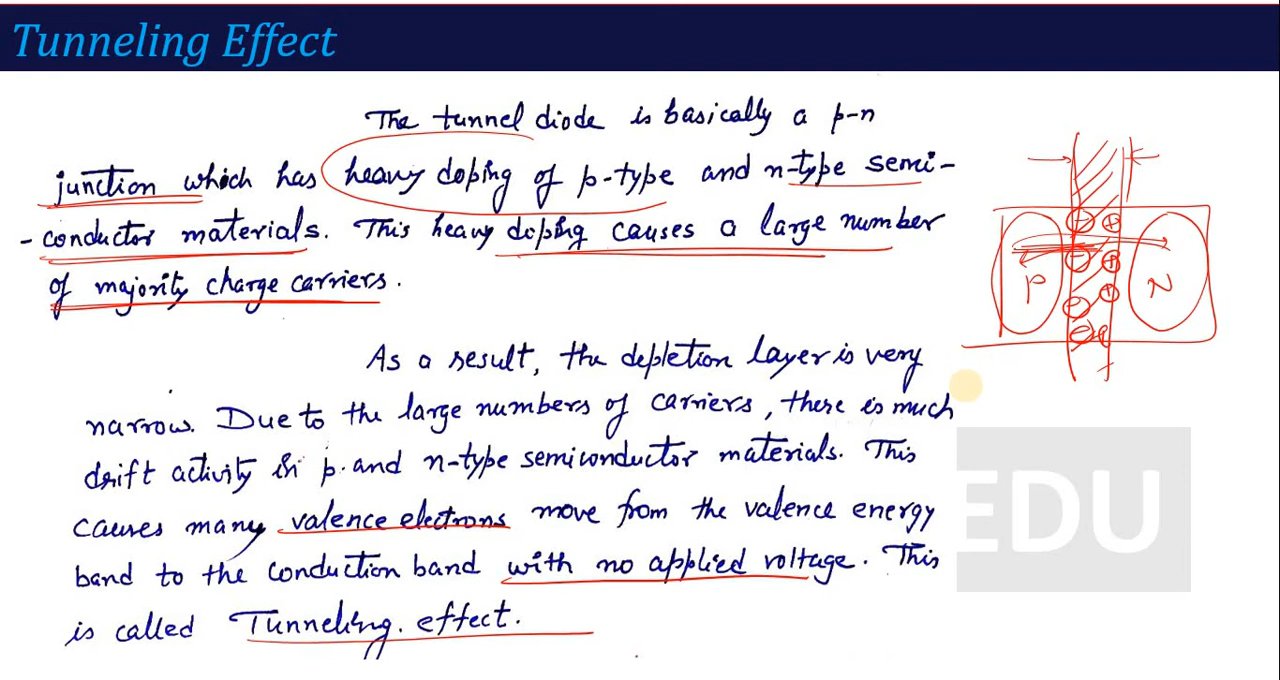 Tunneling Effect
The tunnel diode is basically a p-n
junction which has heavy doping of p-type and n-type semi-
-conductor materials. This heavy doping causes a large number
of majority charge carriers.
P N
As a result, the depletion layer is very
narrow. Due to the large numbers of carriers, there is much
drift activity in p. and n-type semiconductor materials. This
causes many valence electrons move from the valence energy
band to the conduction band with no applied voltage. This
is called Tunneling. effect.
EDU